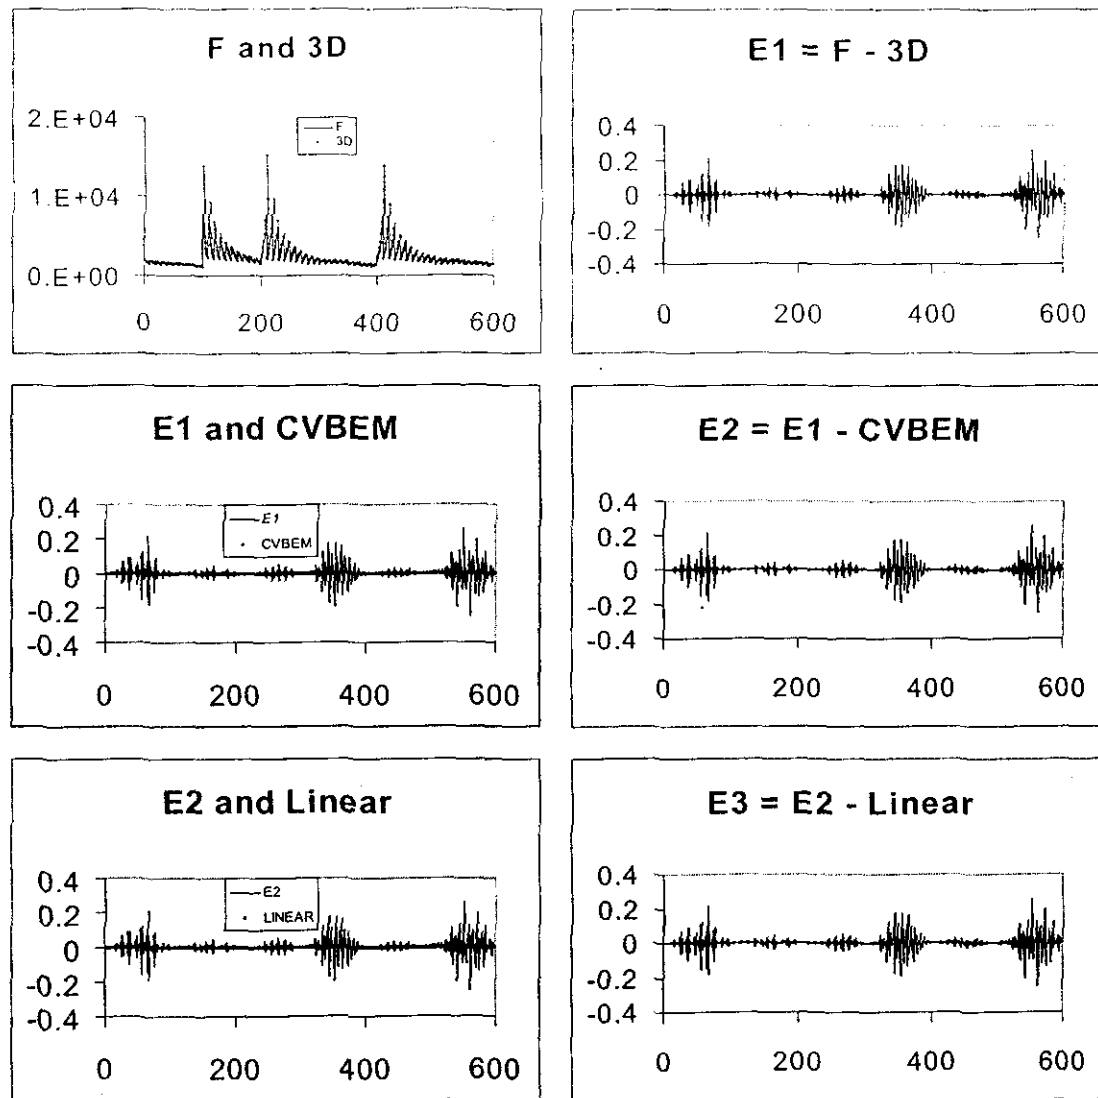 F and 3D
2.E+04
1.E+04
0.E+00
F
3D
0 200 400 600
E1 = F - 3D
0.4
0.2
0
-0.2
-0.4
0 200 400 600
E1 and CVBEM
0.4
0.2
0
-0.2
-0.4
E1
CVBEM
0 200 400 600
E2 = E1 - CVBEM
0.4
0.2
0
-0.2
-0.4
0 200 400 600
E2 and Linear
0.4
0.2
0
-0.2
-0.4
E2
LINEAR
0 200 400 600
E3 = E2 - Linear
0.4
0.2
0
-0.2
-0.4
0 200 400 600